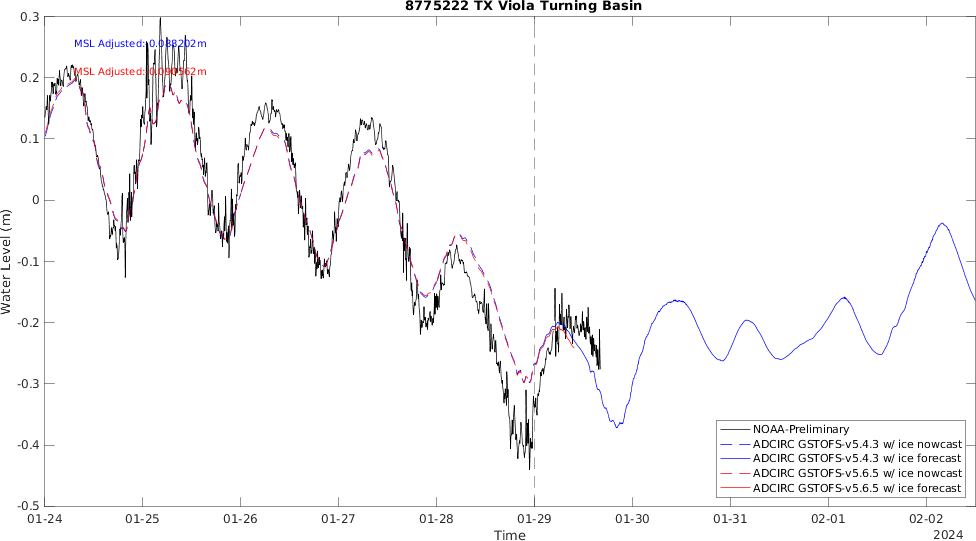 8775222 TX Viola Turning Basin
MSL Adjusted: 0.088202m
MSL Adjusted:
Water Level (m)
0.3
0.2
0.1
0
-0.1
-0.2
-0.3
-0.4
-0.5
NOAA-Preliminary
ADCIRC GSTOFS-v5.4.3 w/ ice nowcast
ADCIRC GSTOFS-v5.4.3 w/ ice forecast
ADCIRC GSTOFS-v5.6.5 w/ ice nowcast
ADCIRC GSTOFS-v5.6.5 w/ ice forecast
01-24 01-25 01-26 01-27 01-28 01-29 01-30 01-31 02-01 02-02
Time
2024